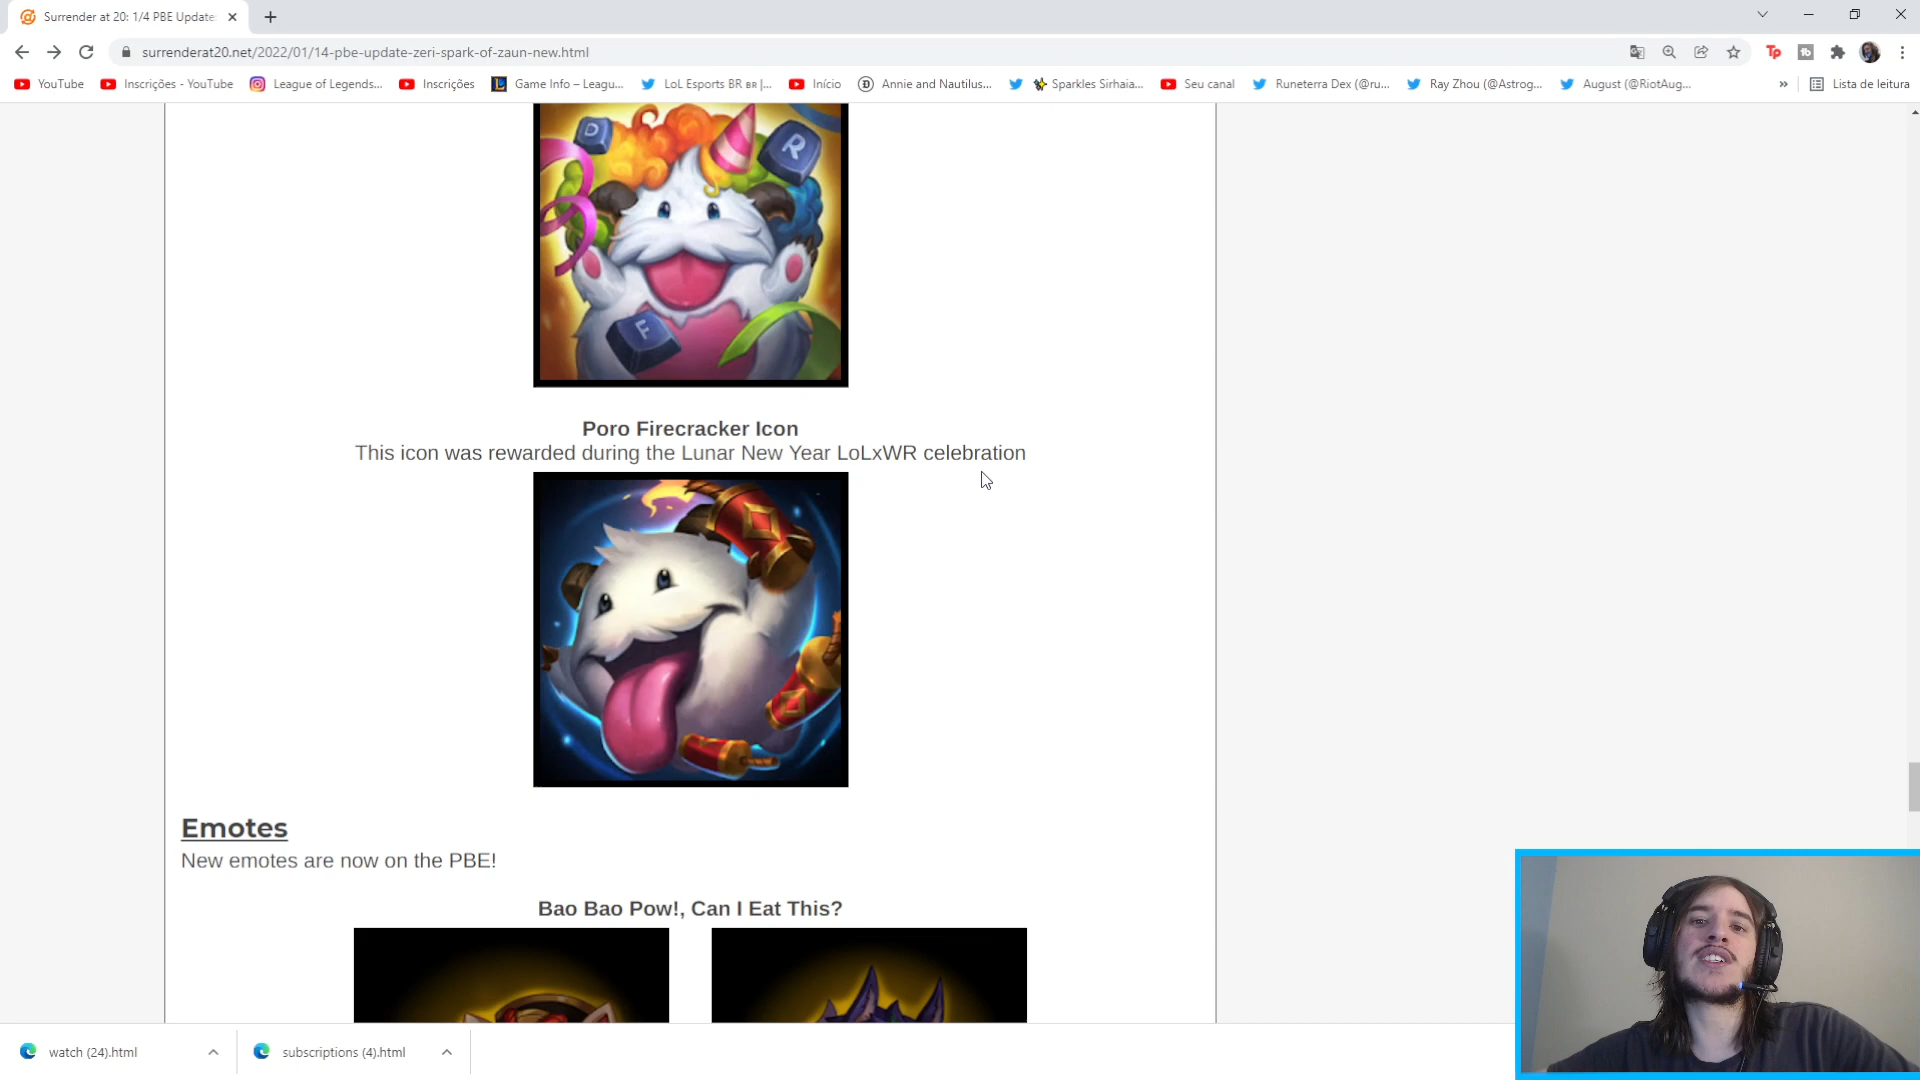 Surrender at 20: 1/4 PBE Update:
surrenderat20.net/2022/01/14-pbe-update-zeri-spark-of-zaun-new.html
Tp
YouTube
Inscrições - YouTube
League of Legends...
Inscrições
Game Info – Leagu...
LoL Esports BR BR |...
Início
Annie and Nautilus...
Sparkles Sirhaia...
Seu canal
Runeterra Dex (@ru...
Ray Zhou (@Astrog...
August (@RiotAug...
»
Lista de leitura
D
R
F
Poro Firecracker Icon
This icon was rewarded during the Lunar New Year LoLxWR celebration
Emotes
New emotes are now on the PBE!
Bao Bao Pow!, Can I Eat This?
watch (24).html
subscriptions (4).html